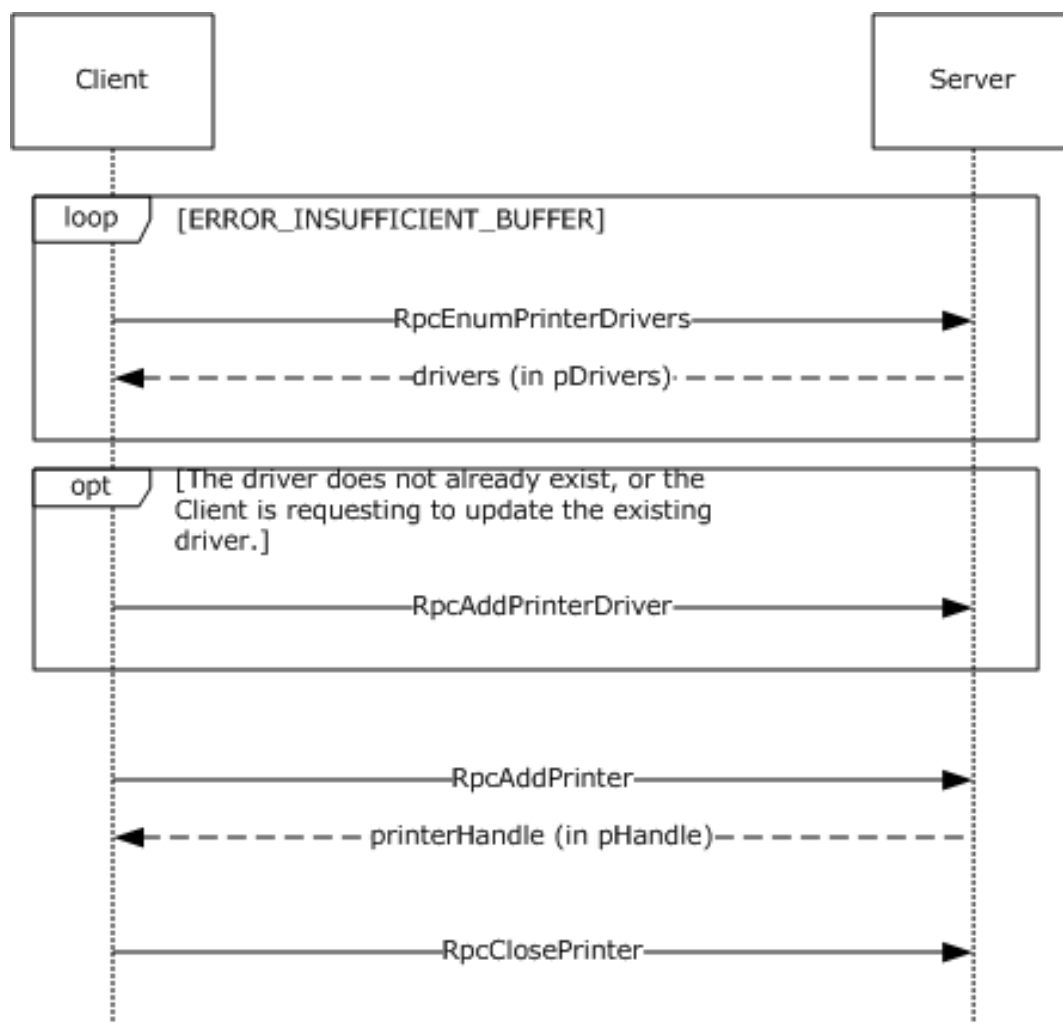 Client
Server
loop
[ERROR_INSUFFICIENT_BUFFER]
RpcEnumPrinterDrivers
drivers (in pDrivers)
opt
[The driver does not already exist, or the
Client is requesting to update the existing
driver.]
RpcAddPrinterDriver
RpcAddPrinter
printerHandle (in pHandle)
RpcClosePrinter